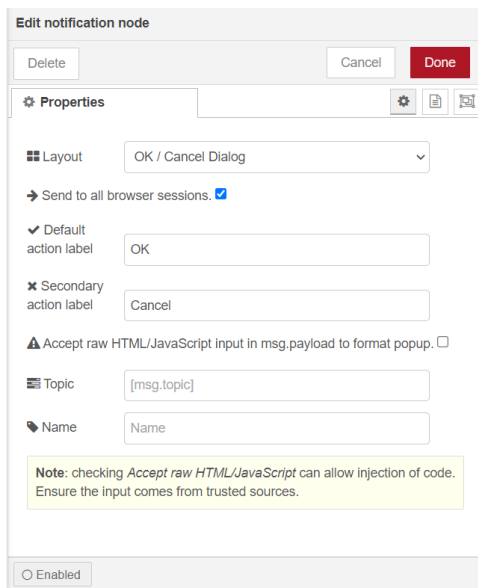 Edit notification node
Delete
Cancel
Done
Properties
Layout
OK / Cancel Dialog
Send to all browser sessions.
Default
action label
OK
Secondary
action label
Cancel
Accept raw HTML/JavaScript input in msg.payload to format popup.
Topic
[msg.topic]
Name
Name
Note: checking Accept raw HTML/JavaScript can allow injection of code.
Ensure the input comes from trusted sources.
Enabled